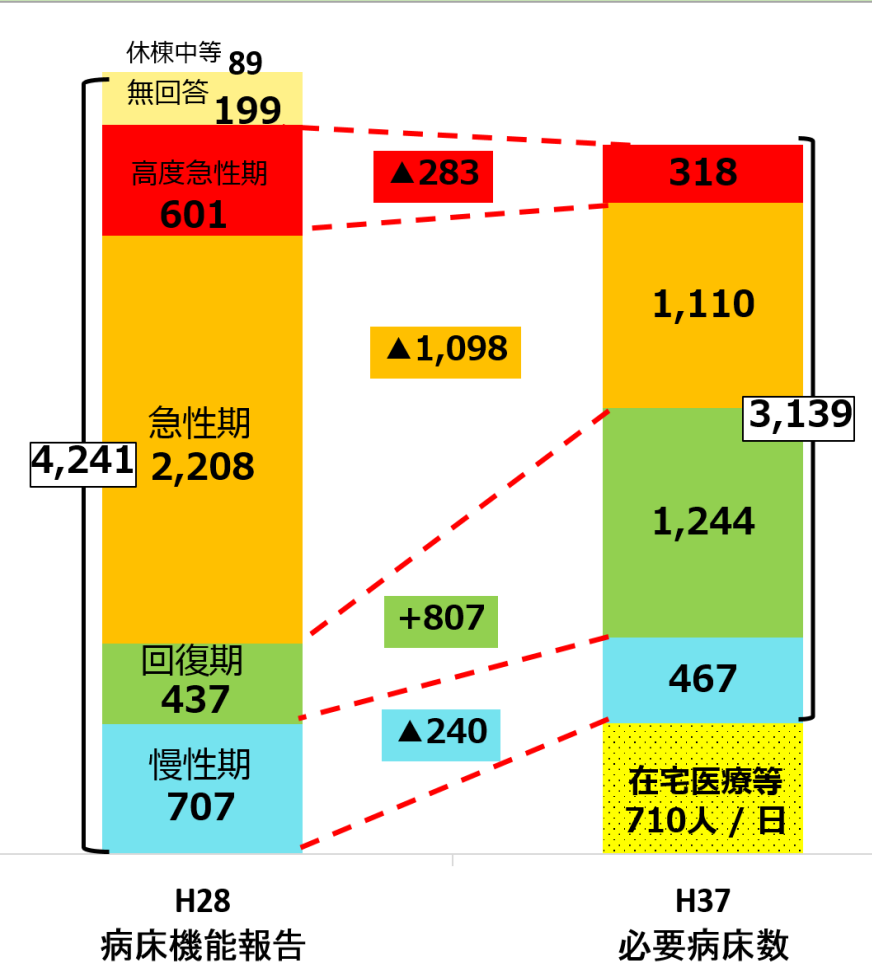 休棟中等 89
無回答 199
高度急性期
601
▲283
318
1,110
▲1,098
急性期
2,208
4,241
3,139
1,244
+807
回復期
437
467
▲240
慢性期
707
在宅医療等
710人 / 日
H28
病床機能報告
H37
必要病床数